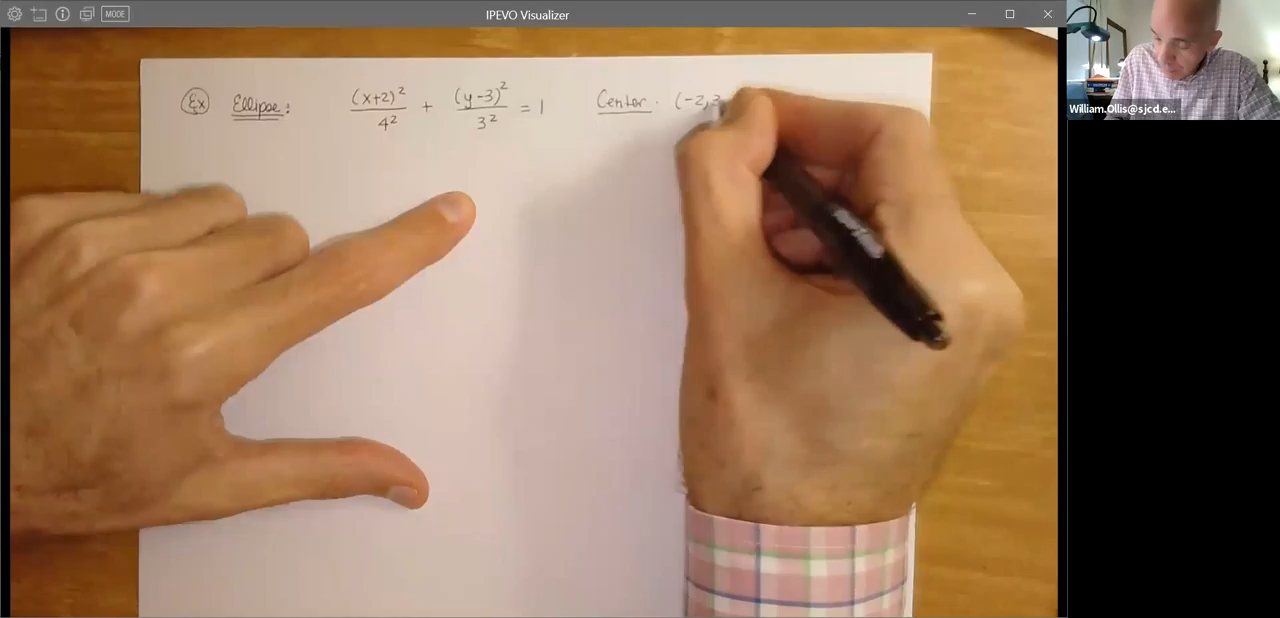 MODE
IPEVO Visualizer
William.Ollis@sjcd.e...
Ex Ellipse: (x+2)²/4² + (y-3)²/3² = 1 Center. (-2,3